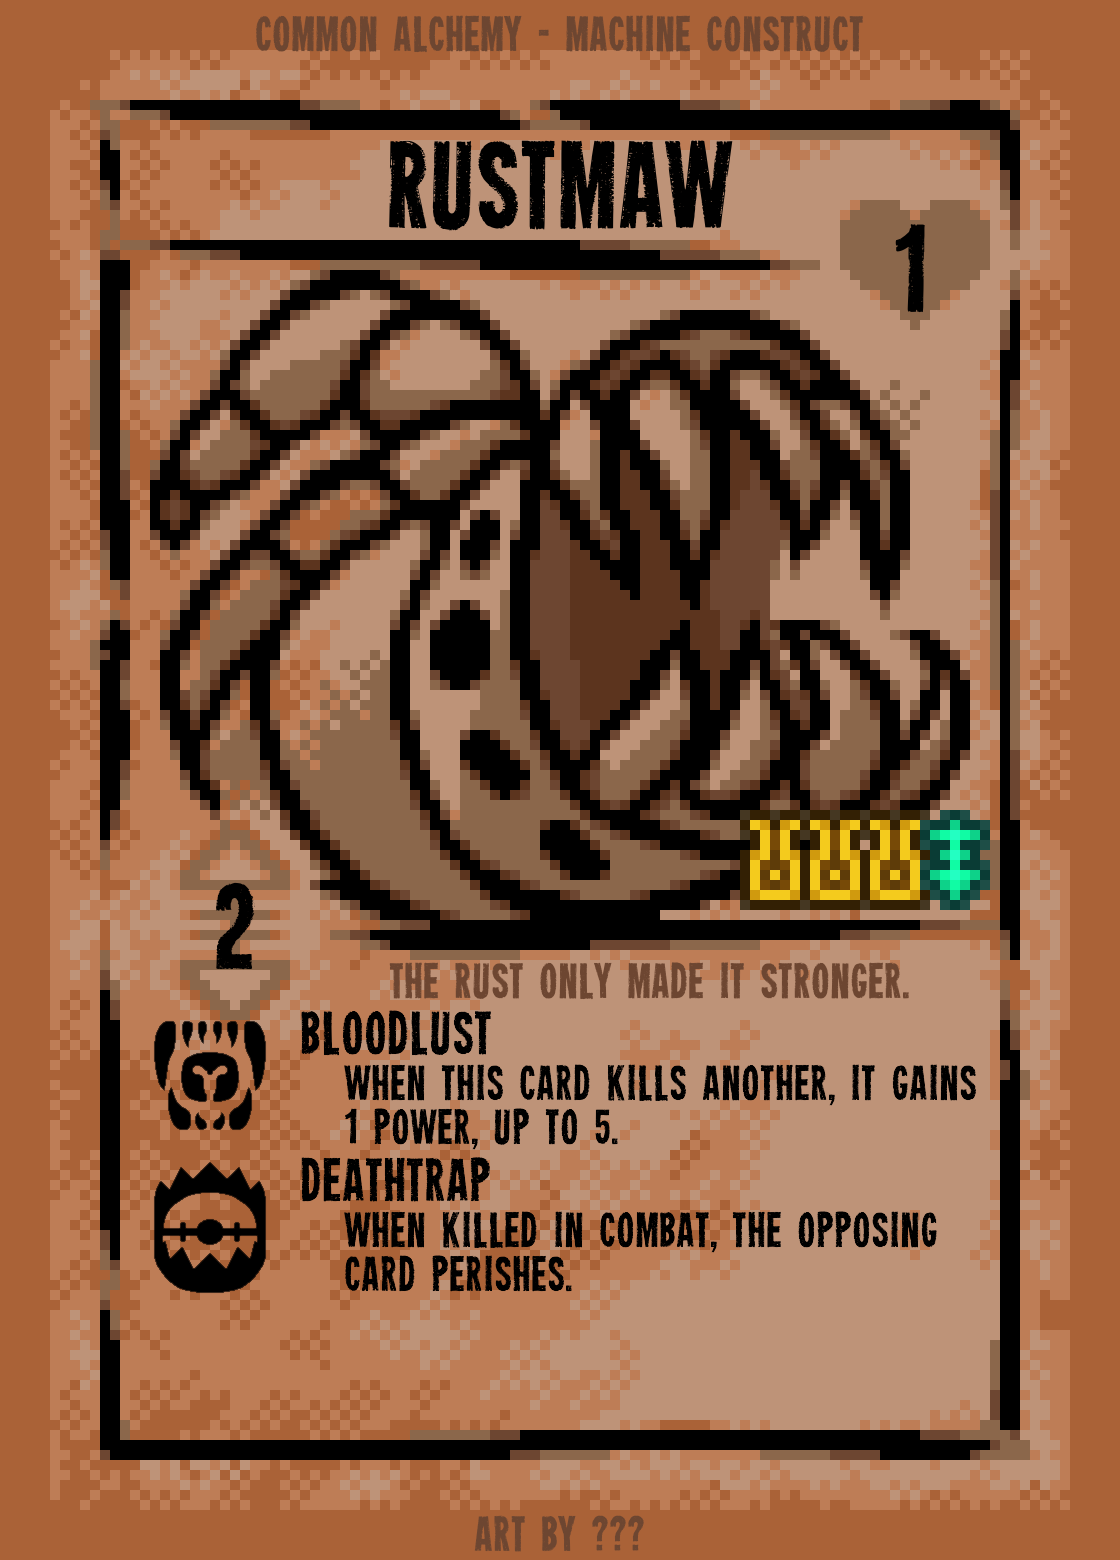 COMMON ALCHEMY - MACHINE CONSTRUCT
RUSTMAW
1
2
THE RUST ONLY MADE IT STRONGER.
BLOODLUST
WHEN THIS CARD KILLS ANOTHER, IT GAINS
1 POWER, UP TO 5.
DEATHTRAP
WHEN KILLED IN COMBAT, THE OPPOSING
CARD PERISHES.
ART BY ???